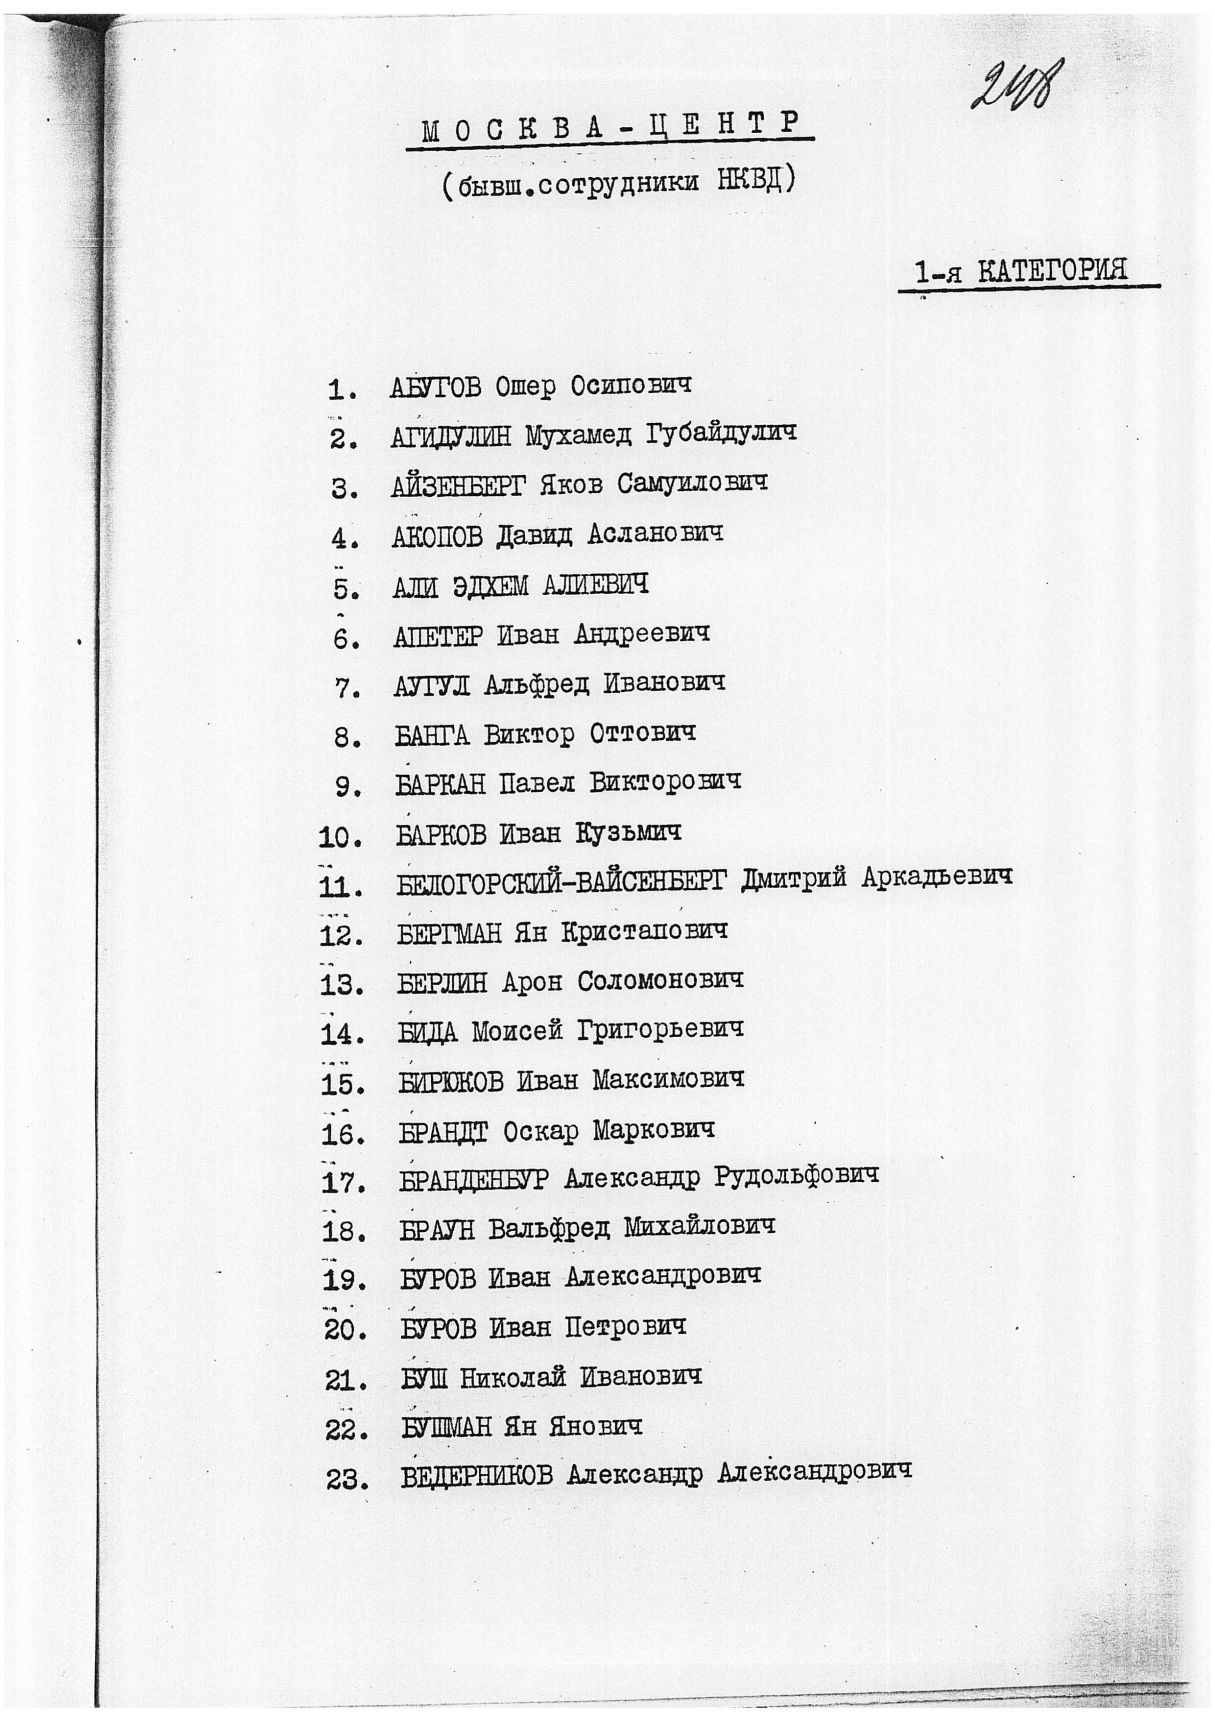 248
МОСКВА-ЦЕНТР
(бывш.сотрудники НКВД)
1-я КАТЕГОРИЯ
1. АБУГОВ Ошер Осипович
2. АГИДУЛИН Мухамед Губайдулич
3. АЙЗЕНБЕРГ Яков Самуилович
4. АКОПОВ Давид Асланович
5. АЛИ ЭДХЕМ АЛИЕВИЧ
6. АПЕТЕР Иван Андреевич
7. АУГУЛ Альфред Иванович
8. БАНГА Виктор Оттович
9. БАРКАН Павел Викторович
10. БАРКОВ Иван Кузьмич
11. БЕЛОГОРСКИЙ-ВАЙСЕНБЕРГ Дмитрий Аркадьевич
12. БЕРГМАН Ян Кристапович
13. БЕРЛИН Арон Соломонович
14. БИДА Моисей Григорьевич
15. БИРЮКОВ Иван Максимович
16. БРАНДТ Оскар Маркович
17. БРАНДЕНБУР Александр Рудольфович
18. БРАУН Вальфред Михайлович
19. БУРОВ Иван Александрович
20. БУРОВ Иван Петрович
21. БУШ Николай Иванович
22. БУШМАН Ян Янович
23. ВЕДЕРНИКОВ Александр Александрович